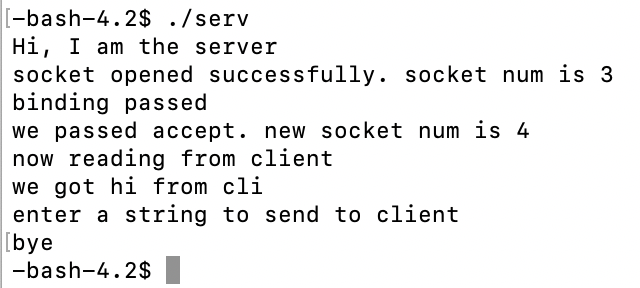 [-bash-4.2$ ./serv
Hi, I am the server
socket opened successfully. socket num is 3
binding passed
we passed accept. new socket num is 4
now reading from client
we got hi from cli
enter a string to send to client
[bye
-bash-4.2$